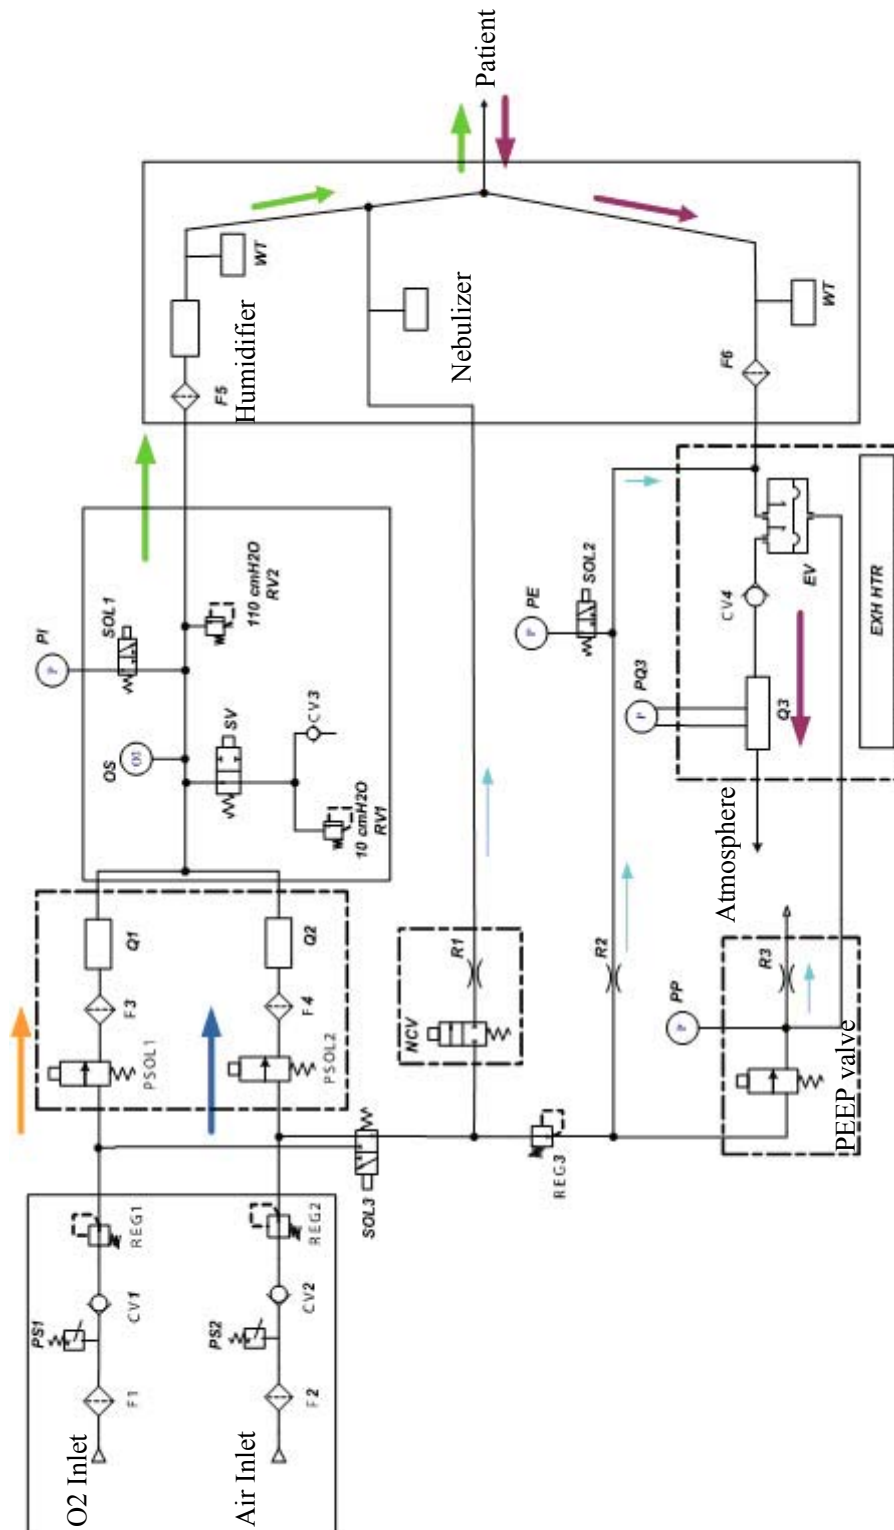 Patient
WT
Humidifier
F5
Nebulizer
WT
F6
110 cmH2O
RV2
SOL1
PI
OS
SV
CV3
10 cmH2O
RV1
PE
SOL2
PQ3
CV4
EV
EXH HTR
Q3
Atmosphere
Q1
F3
PSOL1
Q2
F4
PSOL2
NCV
R1
R2
PP
R3
PEEP valve
REG3
SOL3
REG1
CV1
PS1
F1
O2 Inlet
REG2
CV2
PS2
F2
Air Inlet
P
P
P
P